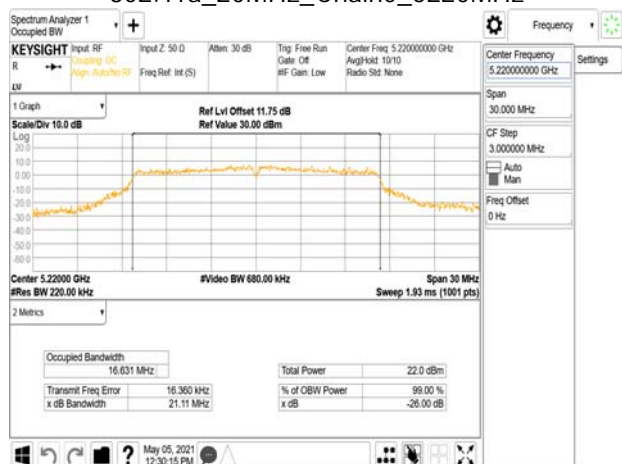 802.11a_20MHz_Chain0_5220MHz
Spectrum Analyzer 1
Occupied BW
+
Frequency
KEYSIGHT
R
LVI
Input: RF
Coupling: DC
Align: Auto/No RF
Input Z: 50 Ω
Freq Ref: Int (S)
Atten: 30 dB
Trig: Free Run
Gate: Off
#IF Gain: Low
Center Freq: 5.220000000 GHz
Avg|Hold: 10/10
Radio Std: None
1 Graph
Scale/Div 10.0 dB
Ref Lvl Offset 11.75 dB
Ref Value 30.00 dBm
Log
20.0
10.0
0.00
-10.0
-20.0
-30.0
-40.0
-50.0
-60.0
Center 5.22000 GHz
#Res BW 220.00 kHz
#Video BW 680.00 kHz
Span 30 MHz
Sweep 1.93 ms (1001 pts)
2 Metrics
Occupied Bandwidth
16.631 MHz
Transmit Freq Error 16.360 kHz
x dB Bandwidth 21.11 MHz
Total Power 22.0 dBm
% of OBW Power 99.00 %
x dB -26.00 dB
Center Frequency
5.220000000 GHz
Settings
Span
30.000 MHz
CF Step
3.000000 MHz
Auto
Man
Freq Offset
0 Hz
?
May 05, 2021
12:30:15 PM